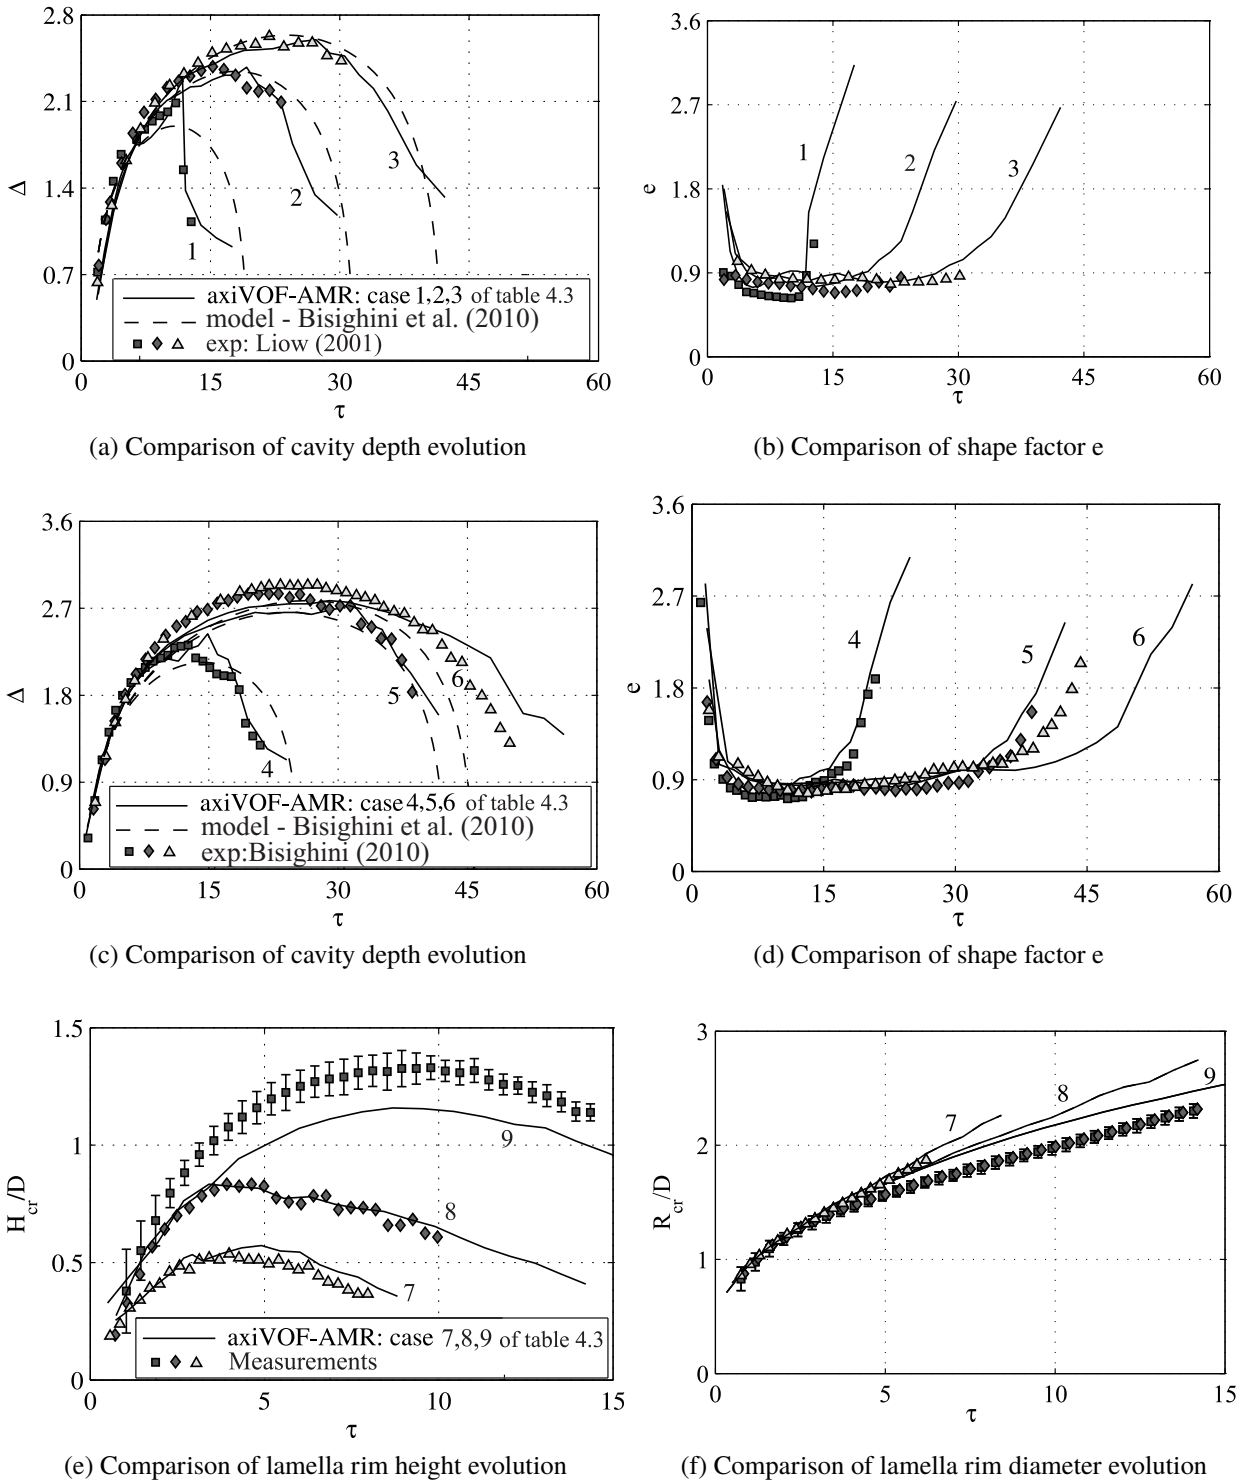 2.8
2.1
1.4
0.7
0
Δ
0 15 30 45 60
τ
1
2
3
axiVOF-AMR: case 1,2,3 of table 4.3
model - Bisighini et al. (2010)
exp: Liow (2001)
(a) Comparison of cavity depth evolution
3.6
2.7
1.8
0.9
0
e
0 15 30 45 60
τ
1
2
3
(b) Comparison of shape factor e
3.6
2.7
1.8
0.9
0
Δ
0 15 30 45 60
τ
4
5
6
axiVOF-AMR: case 4,5,6 of table 4.3
model - Bisighini et al. (2010)
exp:Bisighini (2010)
(c) Comparison of cavity depth evolution
3.6
2.7
1.8
0.9
0
e
0 15 30 45 60
τ
4
5
6
(d) Comparison of shape factor e
1.5
1
0.5
0
H_cr/D
0 5 10 15
τ
9
8
7
axiVOF-AMR: case 7,8,9 of table 4.3
Measurements
(e) Comparison of lamella rim height evolution
3
2
1
0
R_cr/D
0 5 10 15
τ
7
8
9
(f) Comparison of lamella rim diameter evolution